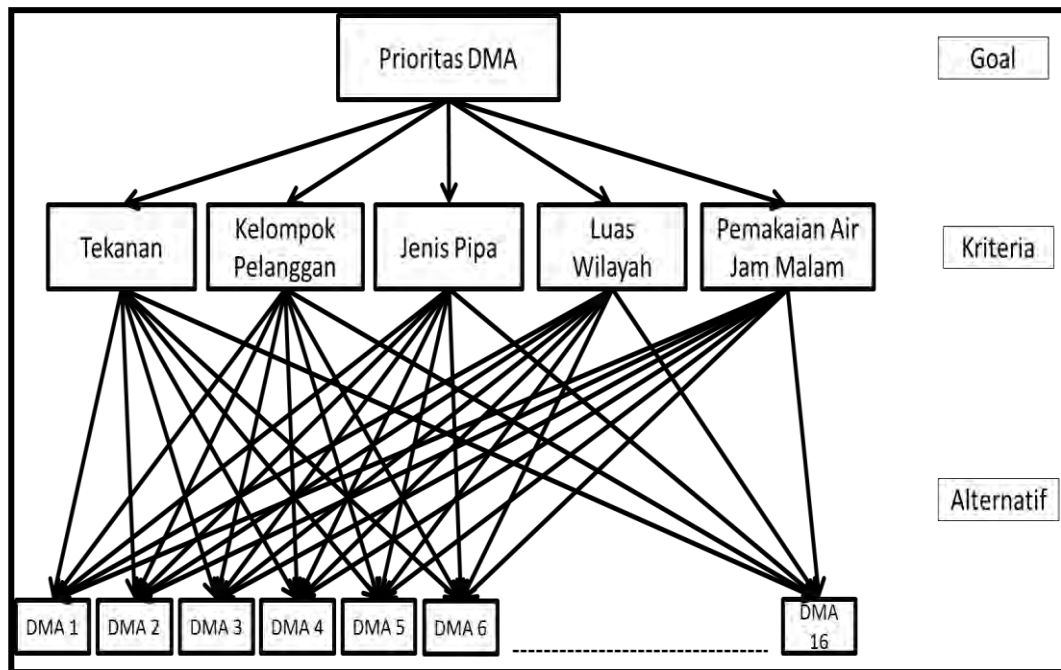 Prioritas DMA
Goal
Tekanan
Kelompok
Pelanggan
Jenis Pipa
Luas
Wilayah
Pemakaian Air
Jam Malam
Kriteria
Alternatif
DMA 1
DMA 2
DMA 3
DMA 4
DMA 5
DMA 6
DMA
16